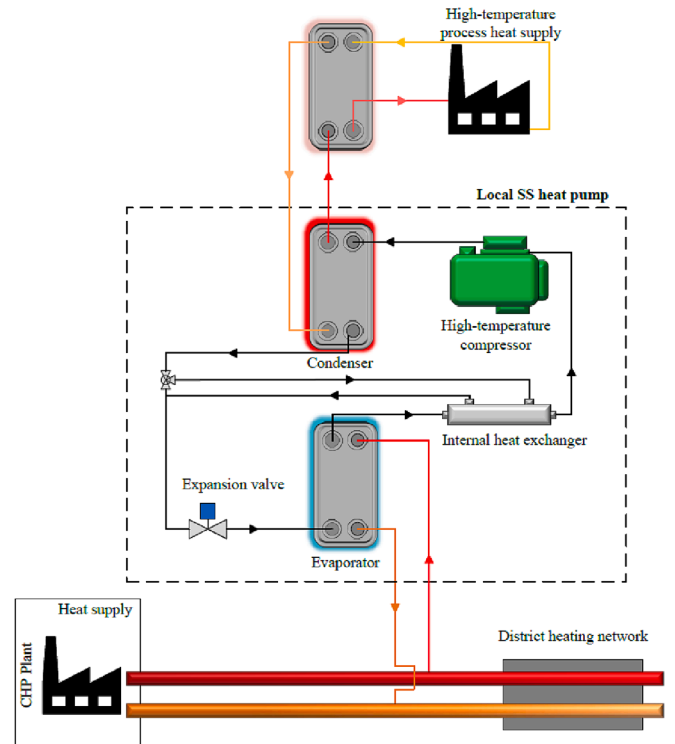 High-temperature
process heat supply
Local SS heat pump
High-temperature
compressor
Condenser
Internal heat exchanger
Expansion valve
Evaporator
Heat supply
CHP Plant
District heating network